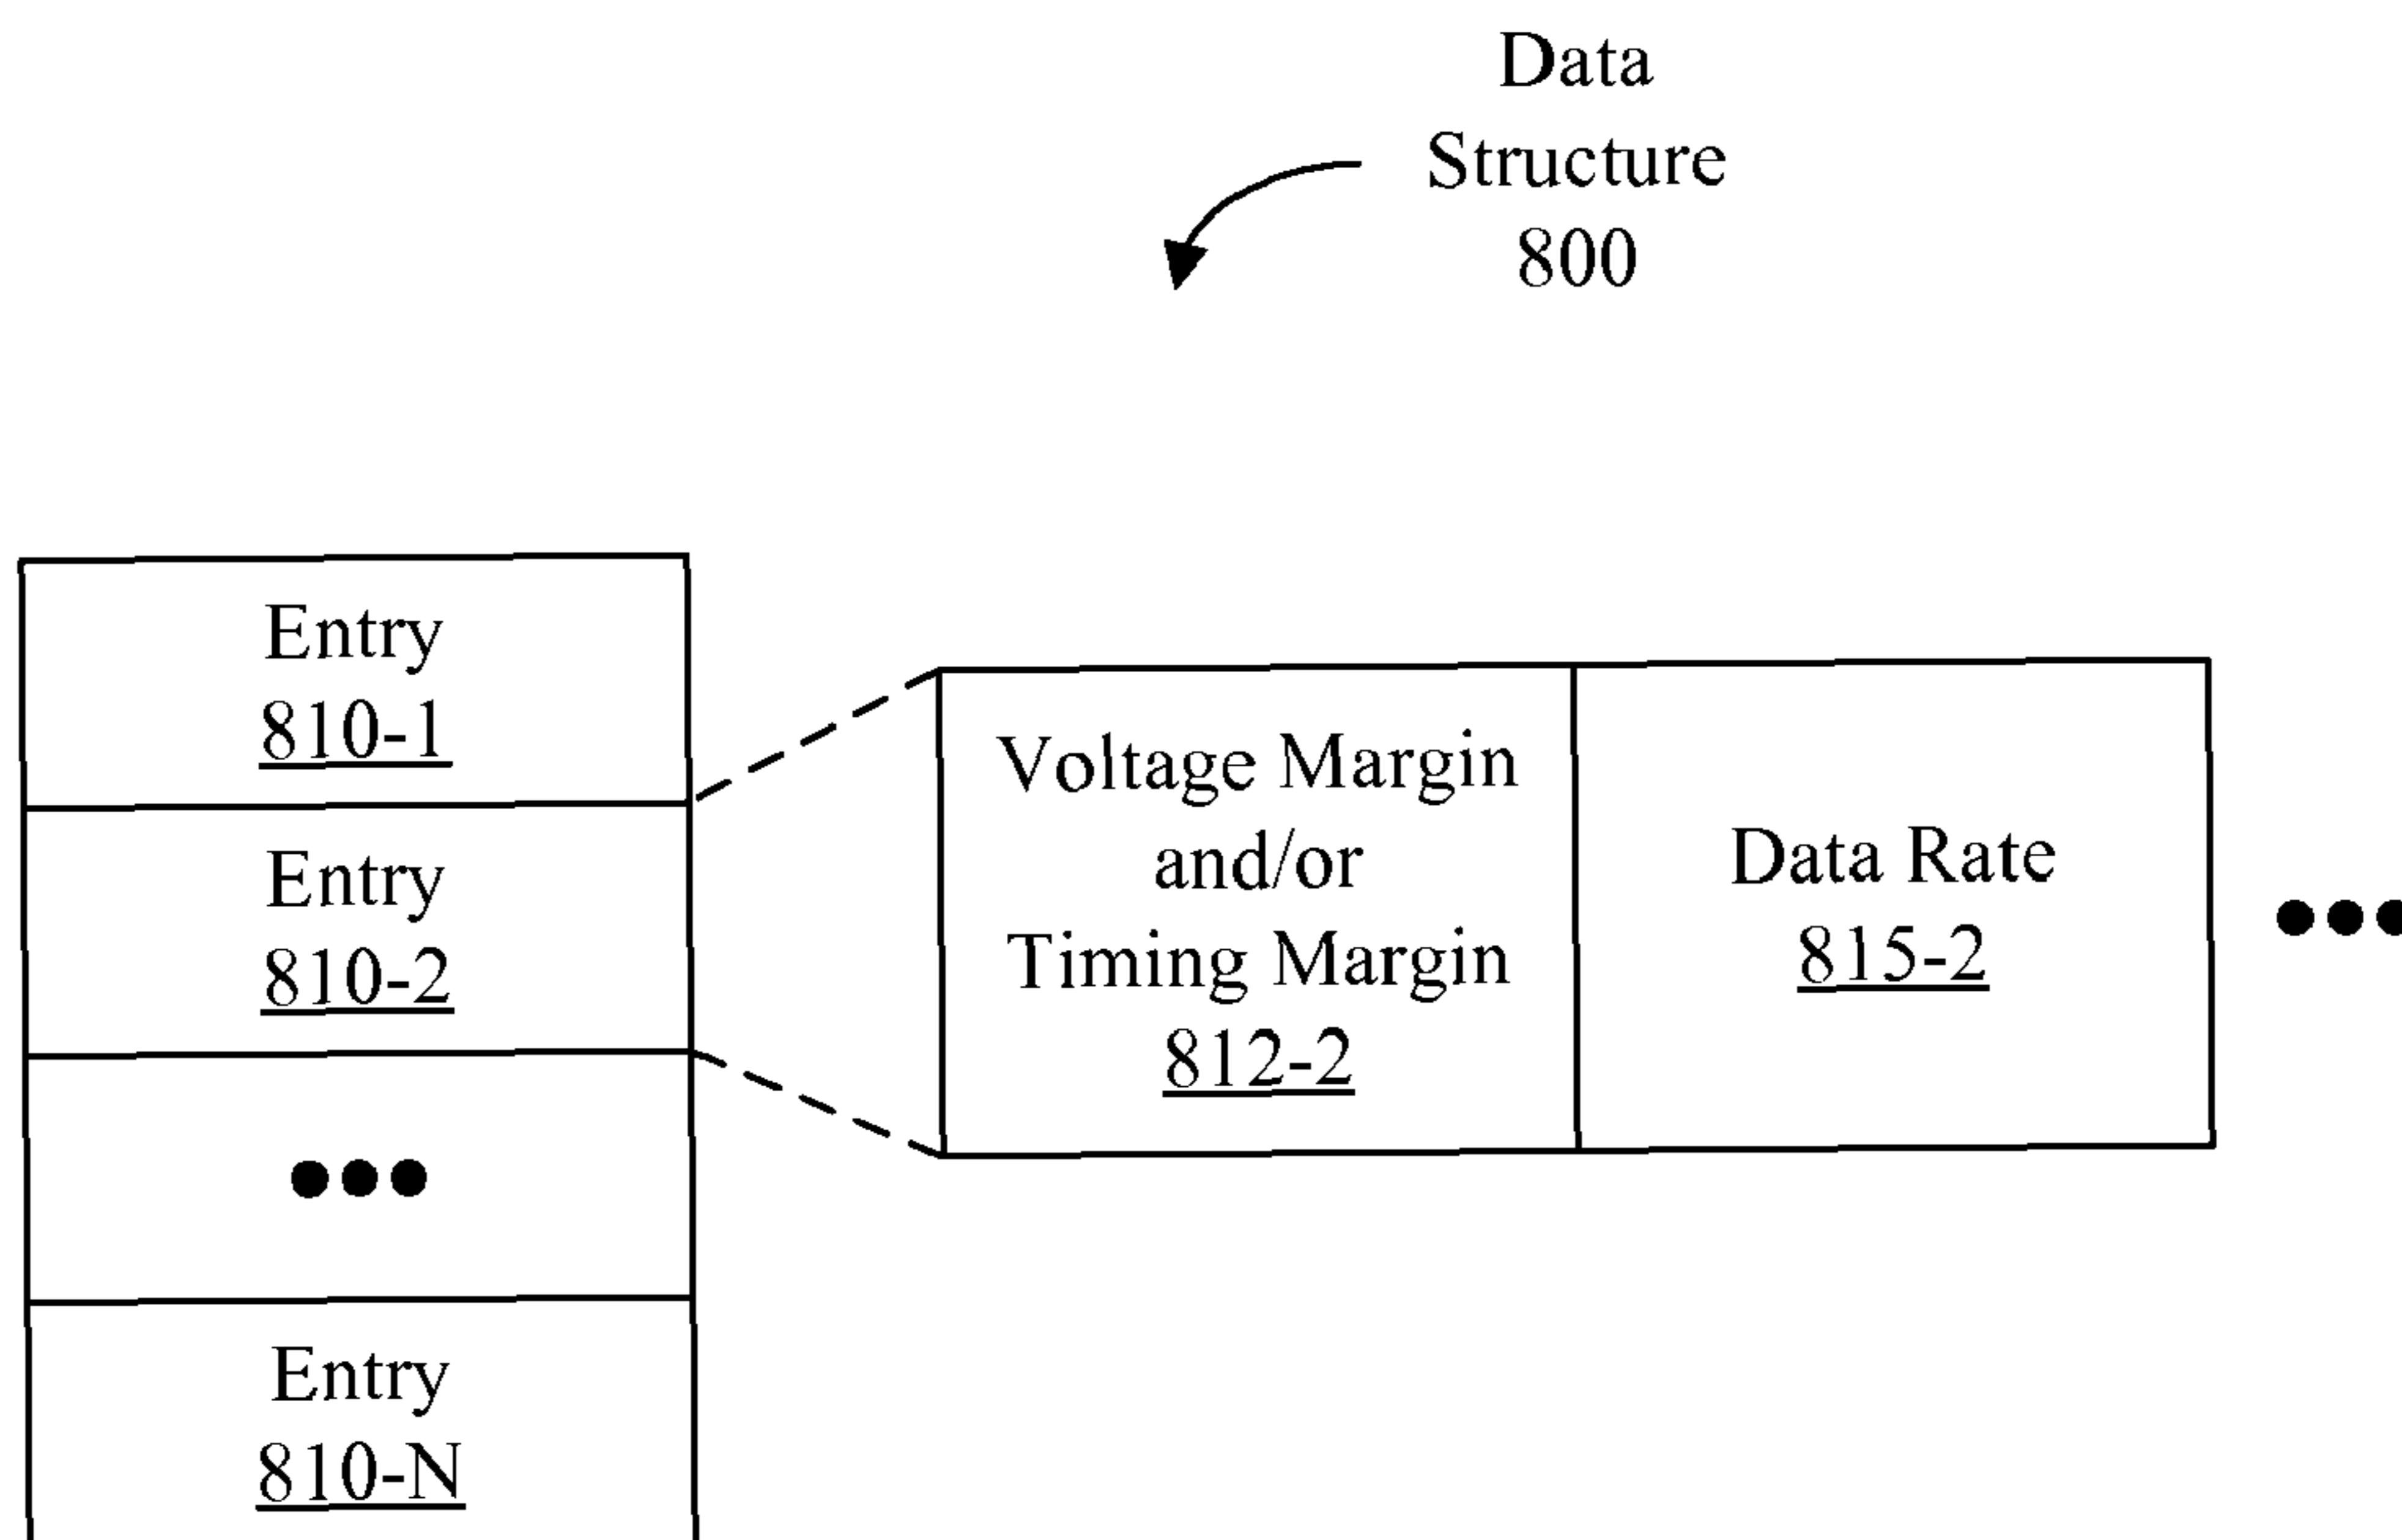 Data
Structure
800
Entry
810-1
Entry
810-2
Entry
810-N
Voltage Margin
and/or
Timing Margin
812-2
Data Rate
815-2